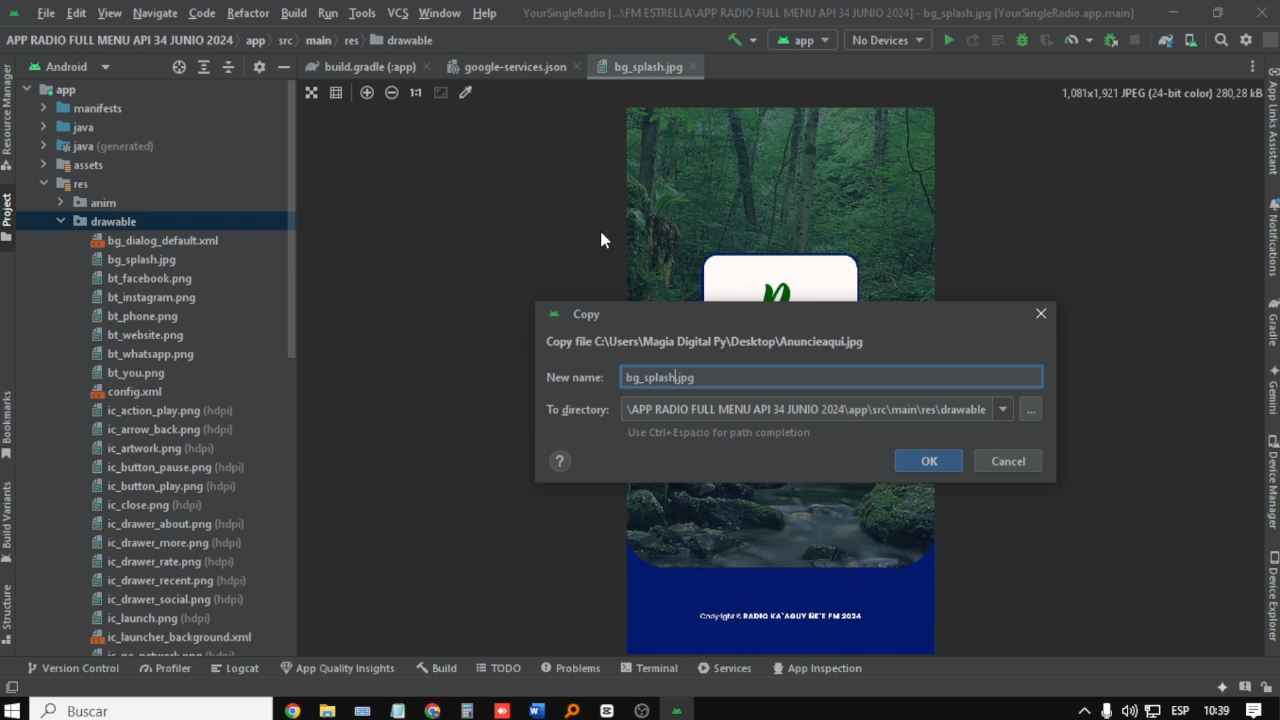 File Edit View Navigate Code Refactor Build Run Tools VCS Window Help YourSingleRadio [...\FM ESTRELLA\APP RADIO FULL MENU API 34 JUNIO 2024] - bg_splash.jpg [YourSingleRadio.app.main]
APP RADIO FULL MENU API 34 JUNIO 2024 app src main res drawable app No Devices
Android build.gradle (:app) google-services.json bg_splash.jpg
1:1 1,081x1,921 JPEG (24-bit color) 280,28 kB
app
manifests
java
java (generated)
assets
res
anim
drawable
bg_dialog_default.xml
bg_splash.jpg
bt_facebook.png
bt_instagram.png
bt_phone.png
bt_website.png
bt_whatsapp.png
bt_you.png
config.xml
ic_action_play.png (hdpi)
ic_arrow_back.png (hdpi)
ic_artwork.png (hdpi)
ic_button_pause.png (hdpi)
ic_button_play.png (hdpi)
ic_close.png (hdpi)
ic_drawer_about.png (hdpi)
ic_drawer_more.png (hdpi)
ic_drawer_rate.png (hdpi)
ic_drawer_recent.png (hdpi)
ic_drawer_social.png (hdpi)
ic_launch.png (hdpi)
ic_launcher_background.xml
Resource Manager
Project
Bookmarks
Build Variants
Structure
Copy
Copy file C:\Users\Magia Digital Py\Desktop\Anuncieaqui.jpg
New name: bg_splash.jpg
To directory: \APP RADIO FULL MENU API 34 JUNIO 2024\app\src\main\res\drawable ...
Use Ctrl+Espacio for path completion
? OK Cancel
Copyright © RADIO KA`AGUY ÑE`E FM 2024
App Links Assistant
Notifications
Gradle
Gemini
Device Manager
Device Explorer
Version Control Profiler Logcat App Quality Insights Build TODO Problems Terminal Services App Inspection
Buscar ESP 10:39